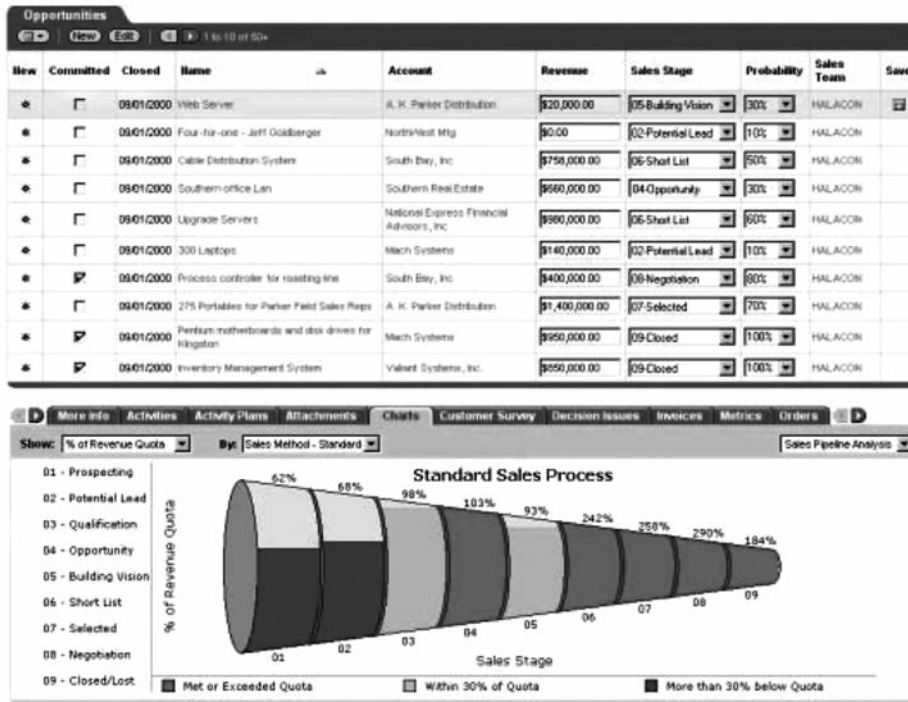 Opportunities
New Edit 1 to 10 of 50+
New Committed Closed Name Account Revenue Sales Stage Probability Sales Team Save
09/01/2000 Web Server A. K. Parker Distribution $20,000.00 05-Building Vision 30% HALACON
09/01/2000 Four-for-one - Jeff Goldberger NorthWest Mfg $0.00 02-Potential Lead 10% HALACON
09/01/2000 Cable Distribution System South Bay, Inc $758,000.00 06-Short List 50% HALACON
09/01/2000 Southern office Lan Southern Real Estate $660,000.00 04-Opportunity 30% HALACON
09/01/2000 Upgrade Servers National Express Financial Advisors, Inc $980,000.00 06-Short List 60% HALACON
09/01/2000 300 Laptops Mach Systems $140,000.00 02-Potential Lead 10% HALACON
09/01/2000 Process controller for roasting line South Bay, Inc $400,000.00 08-Negotiation 80% HALACON
09/01/2000 275 Portables for Parker Field Sales Reps A. K. Parker Distribution $1,400,000.00 07-Selected 70% HALACON
09/01/2000 Pentium motherboards and disk drives for Kingston Mach Systems $950,000.00 09-Closed 100% HALACON
09/01/2000 Inventory Management System Valiant Systems, Inc. $850,000.00 09-Closed 100% HALACON
More Info Activities Activity Plans Attachments Charts Customer Survey Decision Issues Invoices Metrics Orders
Show: % of Revenue Quota By: Sales Method - Standard Sales Pipeline Analysis
Standard Sales Process
01 - Prospecting
02 - Potential Lead
03 - Qualification
04 - Opportunity
05 - Building Vision
06 - Short List
07 - Selected
08 - Negotiation
09 - Closed/Lost
% of Revenue Quota
62% 68% 98% 103% 93% 242% 258% 290% 184%
01 02 03 04 05 06 07 08 09
Sales Stage
Met or Exceeded Quota Within 30% of Quota More than 30% below Quota